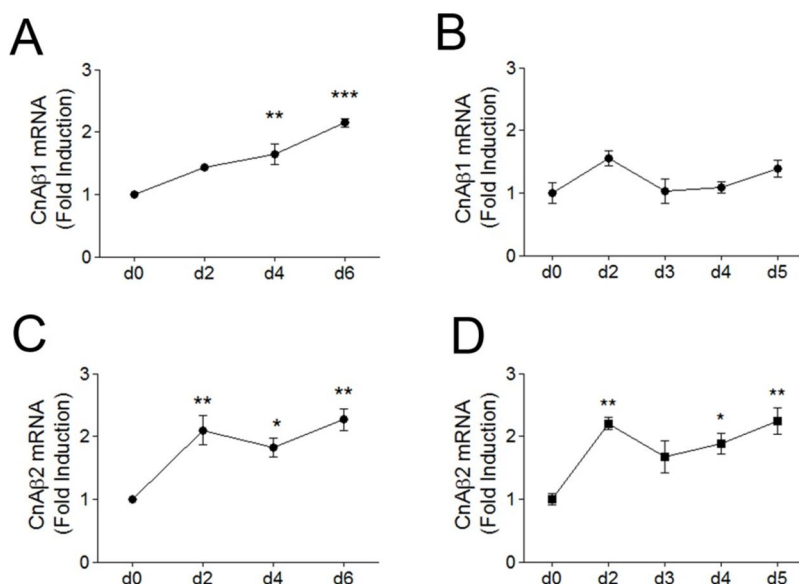 A
CnAβ1 mRNA
(Fold Induction)
3
2
1
0
**
***
d0 d2 d4 d6
B
CnAβ1 mRNA
(Fold Induction)
3
2
1
0
d0 d2 d3 d4 d5
C
CnAβ2 mRNA
(Fold Induction)
3
2
1
0
**
*
**
d0 d2 d4 d6
D
CnAβ2 mRNA
(Fold Induction)
3
2
1
0
**
*
**
d0 d2 d3 d4 d5